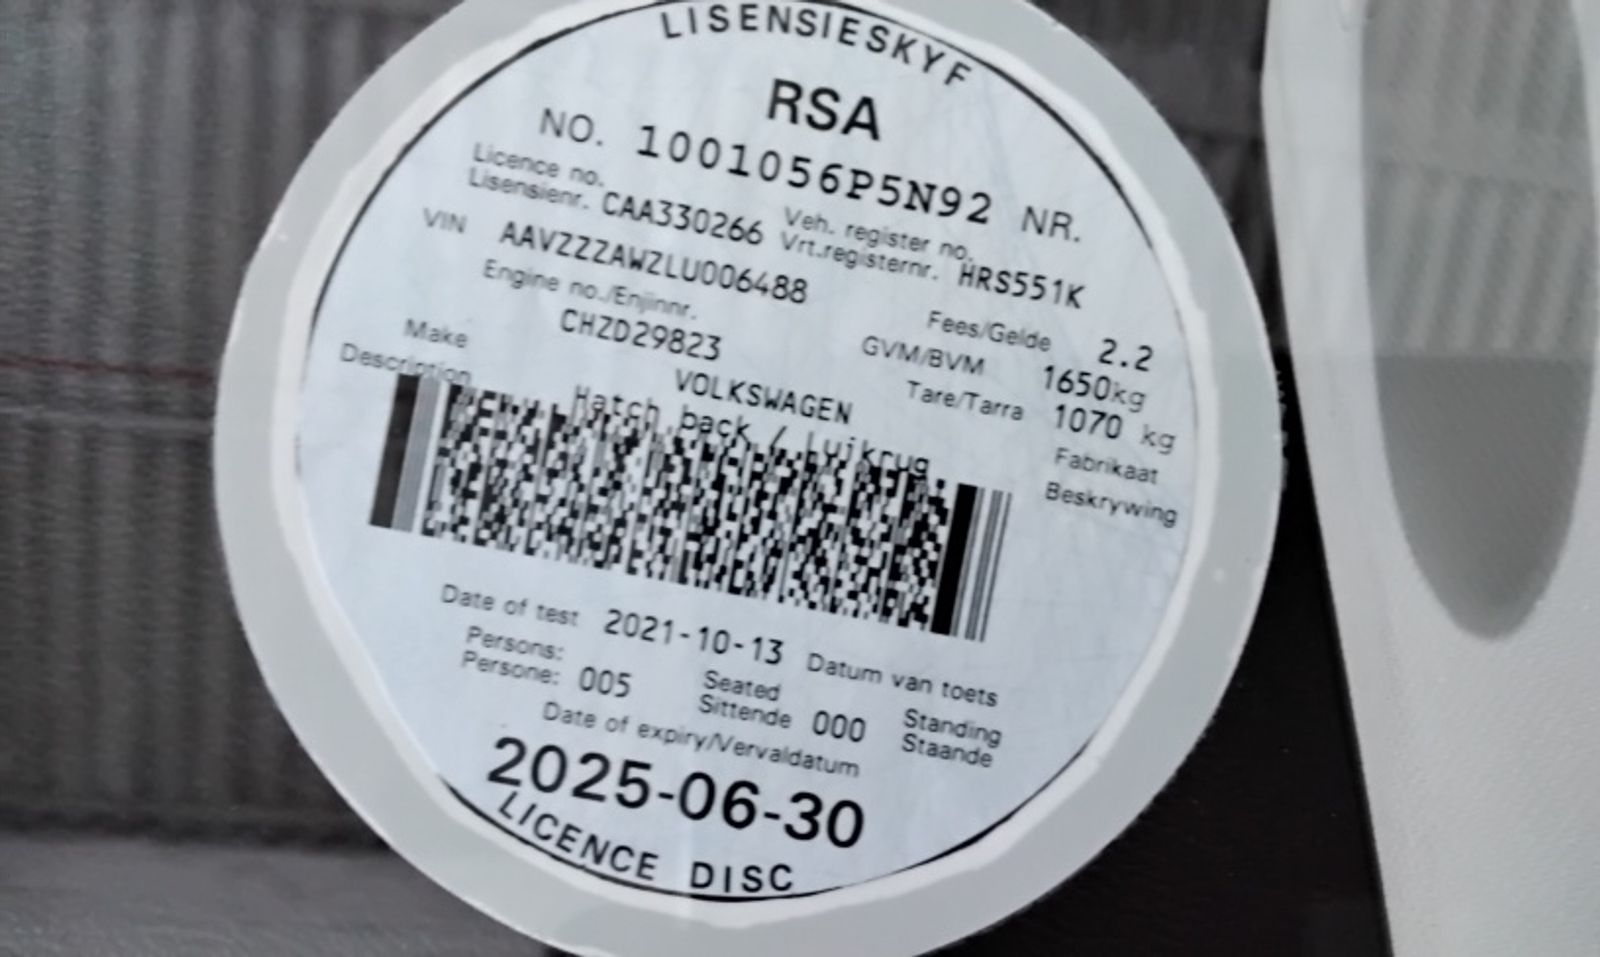 LISENSIESKYF
RSA
NO. 1001056P5N92 NR.
Licence no.
Lisensienr. CAA330266
Veh. register no.
Vrt.registernr. HRS551K
VIN AAVZZZAWZLU006488
Engine no./Enjinnr.
CHZD29823
Fees/Gelde 2.2
GVM/BVM 1650kg
Tare/Tarra 1070 kg
Make VOLKSWAGEN Fabrikaat
Description Hatch back / Luikrug Beskrywing
Date of test 2021-10-13 Datum van toets
Persons:
Persone: 005
Seated
Sittende 000
Standing
Staande
Date of expiry/Vervaldatum
2025-06-30
LICENCE DISC